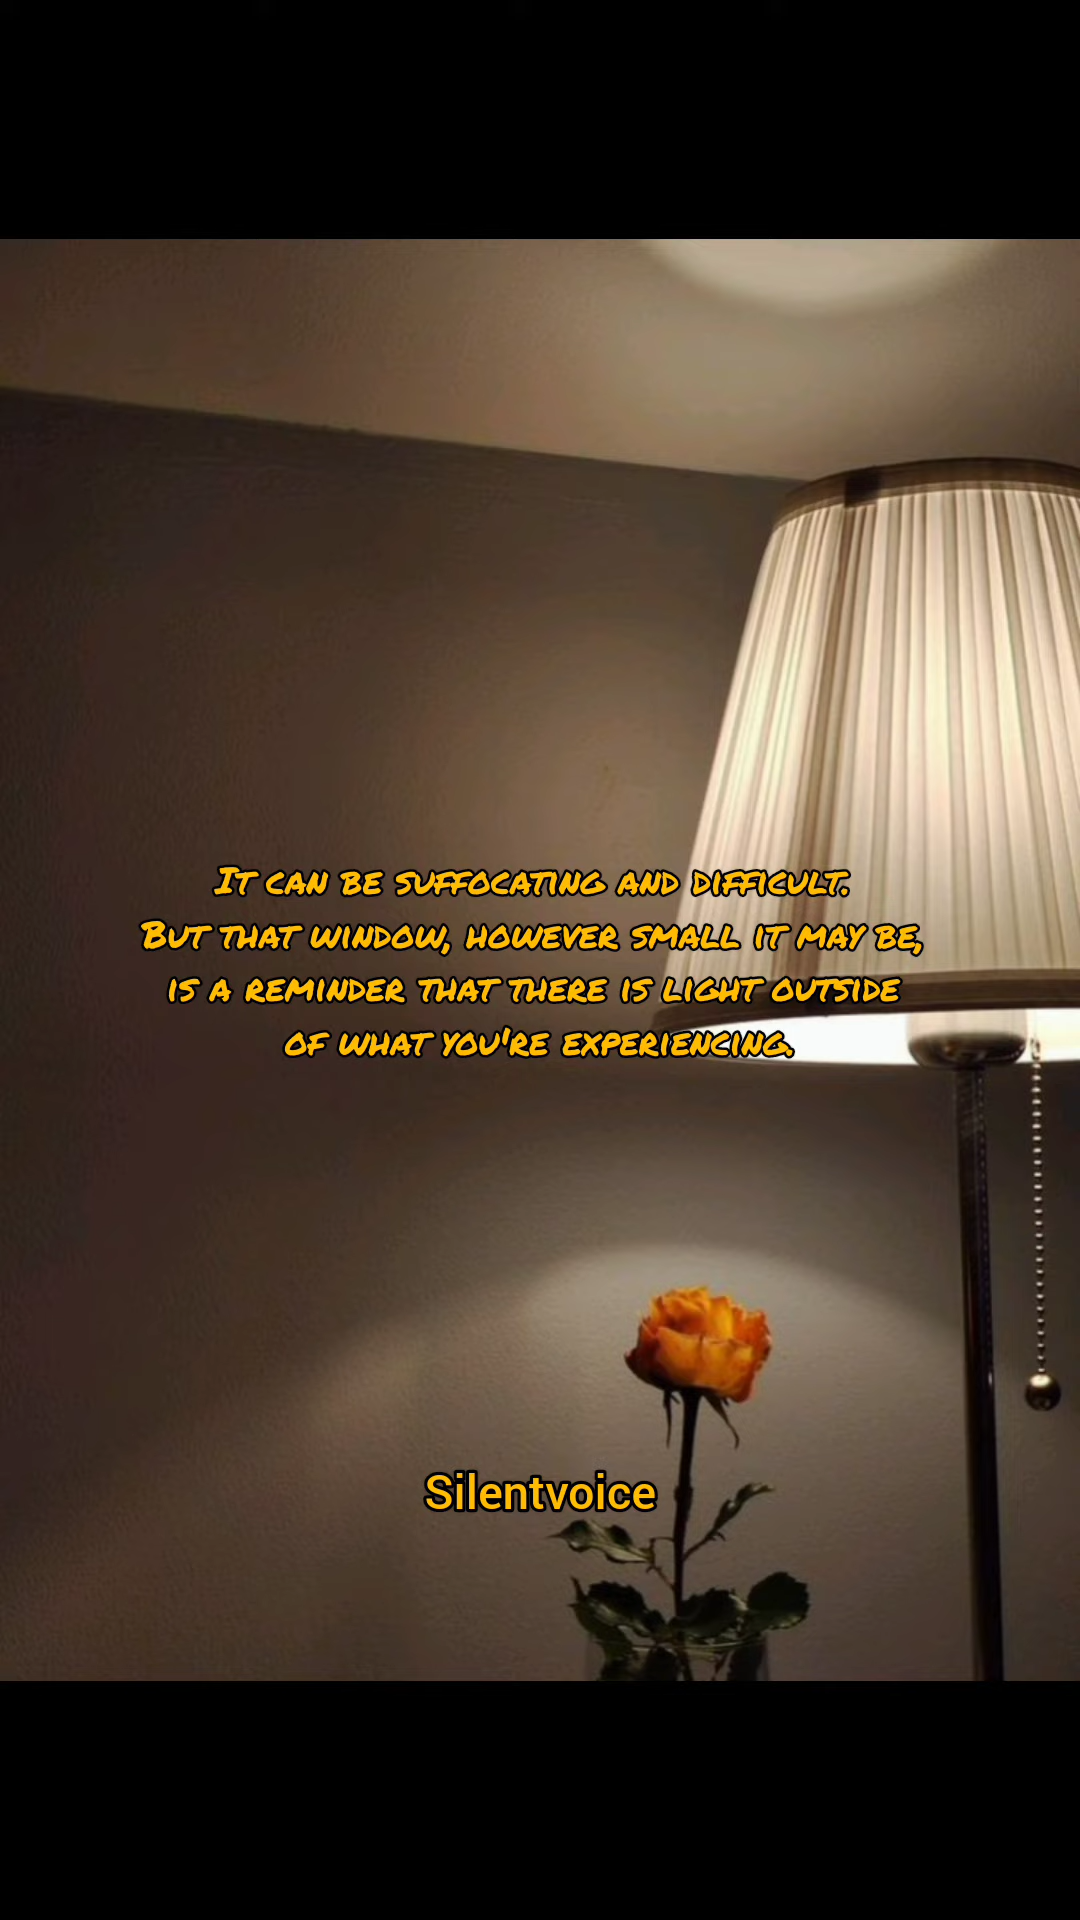 It can be suffocating and difficult.
But that window, however small it may be,
is a reminder that there is light outside
of what you're experiencing.
Silentvoice